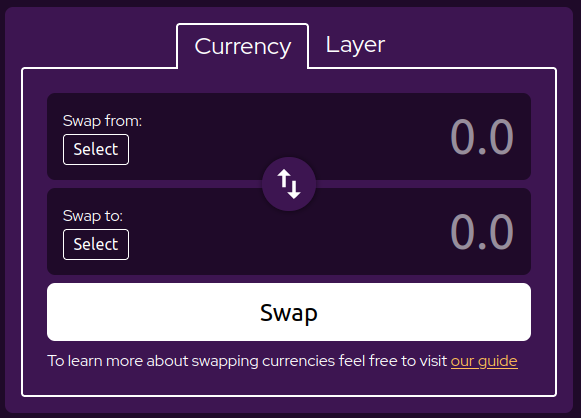 Currency Layer
Swap from:
Select
0.0
Swap to:
Select
0.0
Swap
To learn more about swapping currencies feel free to visit our guide